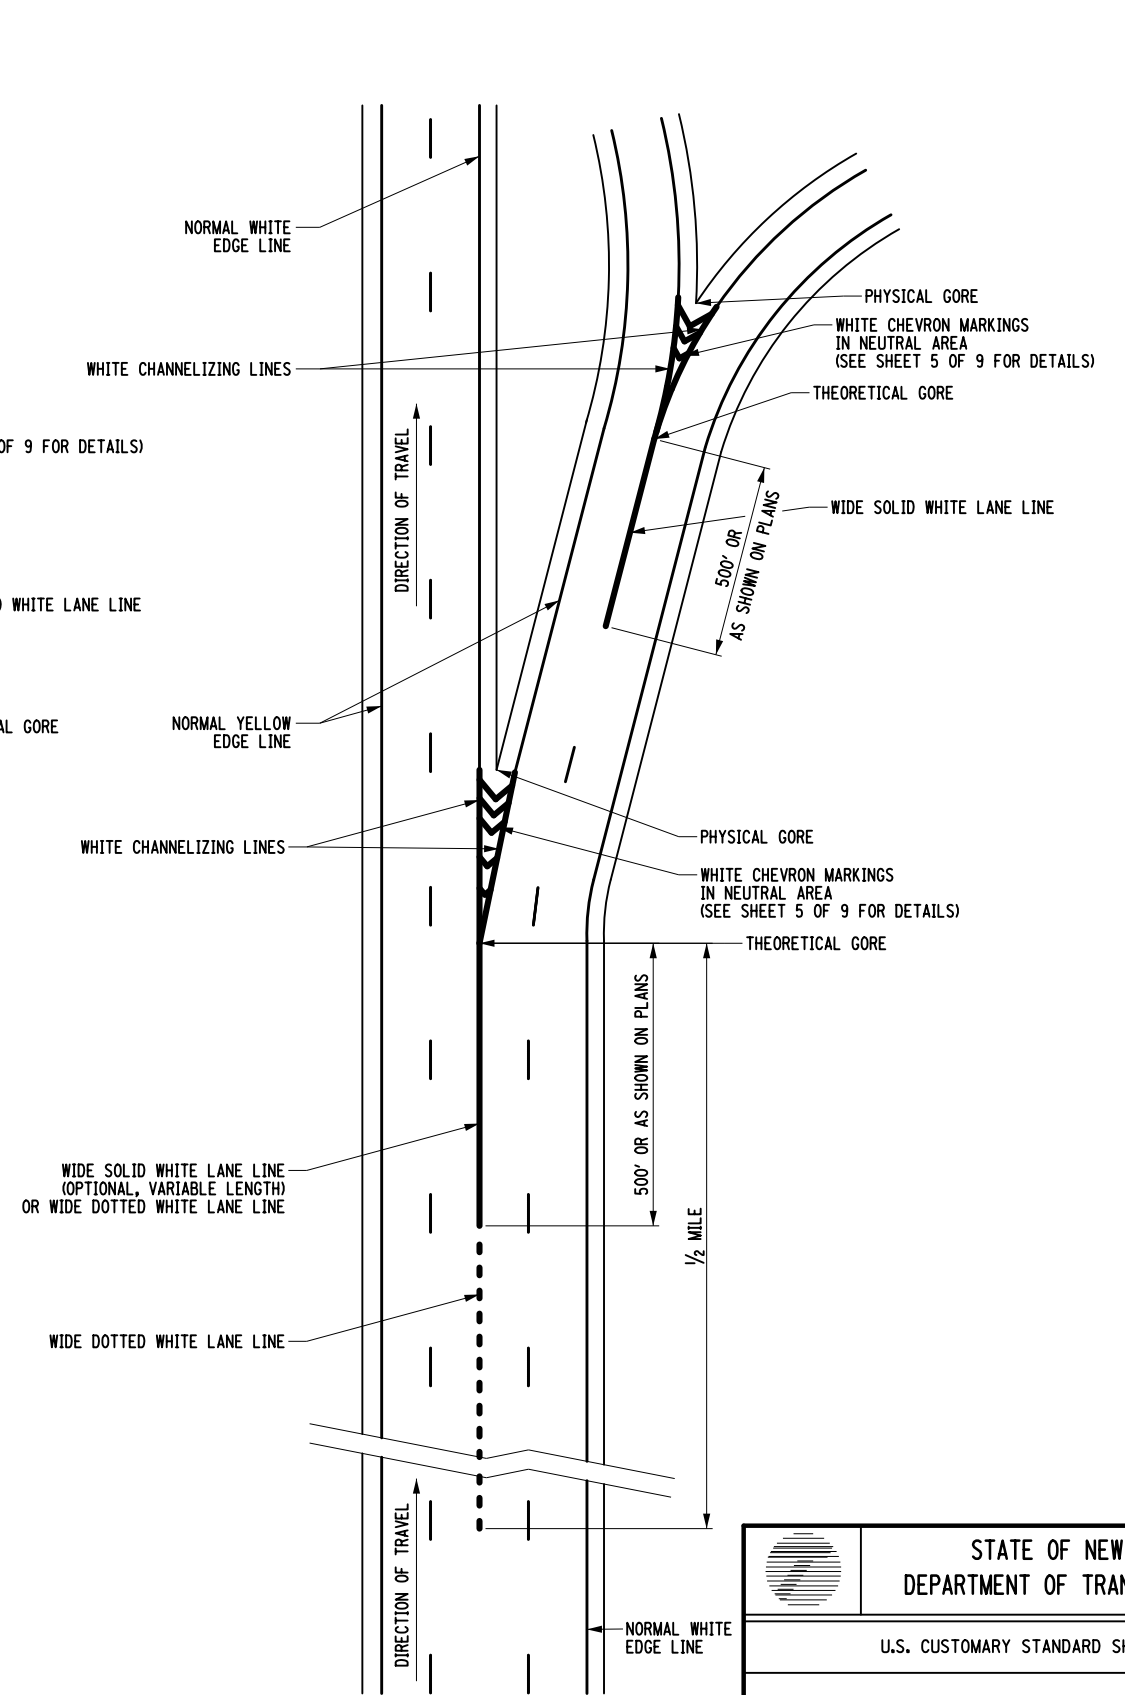 NORMAL WHITE
EDGE LINE
PHYSICAL GORE
WHITE CHEVRON MARKINGS
IN NEUTRAL AREA
(SEE SHEET 5 OF 9 FOR DETAILS)
WHITE CHANNELIZING LINES
THEORETICAL GORE
OF 9 FOR DETAILS)
DIRECTION OF TRAVEL
WIDE SOLID WHITE LANE LINE
500' OR
AS SHOWN ON PLANS
WHITE LANE LINE
AL GORE
NORMAL YELLOW
EDGE LINE
PHYSICAL GORE
WHITE CHANNELIZING LINES
WHITE CHEVRON MARKINGS
IN NEUTRAL AREA
(SEE SHEET 5 OF 9 FOR DETAILS)
THEORETICAL GORE
500' OR AS SHOWN ON PLANS
WIDE SOLID WHITE LANE LINE
(OPTIONAL, VARIABLE LENGTH)
OR WIDE DOTTED WHITE LANE LINE
1/2 MILE
WIDE DOTTED WHITE LANE LINE
DIRECTION OF TRAVEL
NORMAL WHITE
EDGE LINE
STATE OF NEW
DEPARTMENT OF TRAN
U.S. CUSTOMARY STANDARD SH